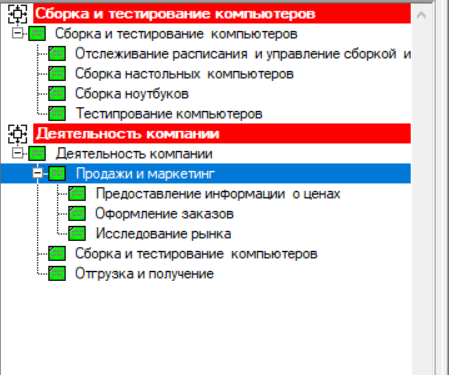 Сборка и тестирование компьютеров
Сборка и тестирование компьютеров
Отслеживание расписания и управление сборкой и
Сборка настольных компьютеров
Сборка ноутбуков
Тестипрование компьютеров
Деятельность компании
Деятельность компании
Продажи и маркетинг
Предоставление информации о ценах
Оформление заказов
Исследование рынка
Сборка и тестирование компьютеров
Отгрузка и получение